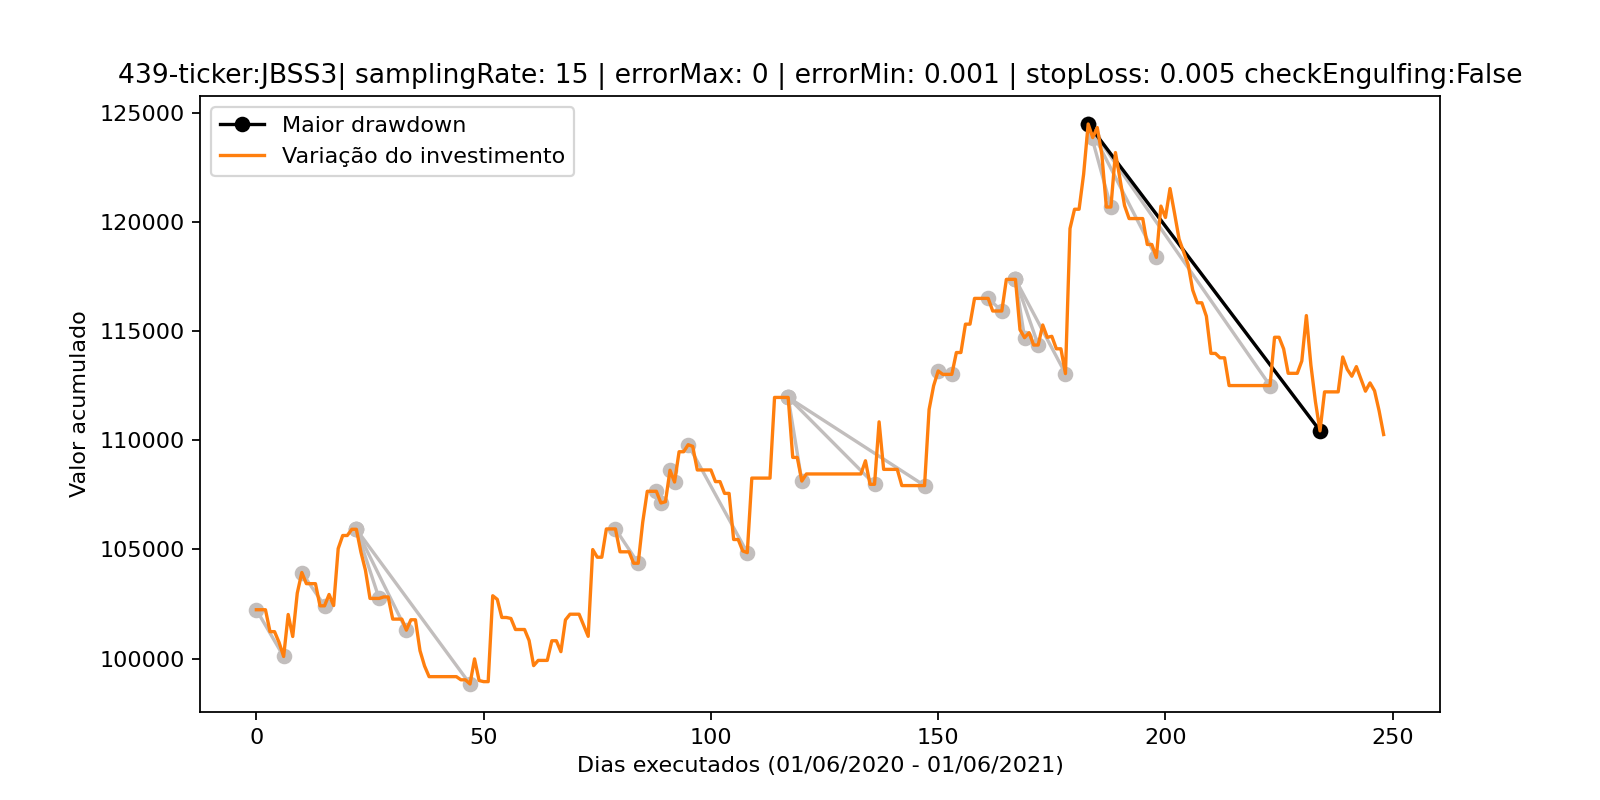 439-ticker:JBSS3| samplingRate: 15 | errorMax: 0 | errorMin: 0.001 | stopLoss: 0.005 checkEngulfing:False
Maior drawdown
Variação do investimento
125000
120000
115000
110000
105000
100000
Valor acumulado
0 50 100 150 200 250
Dias executados (01/06/2020 - 01/06/2021)